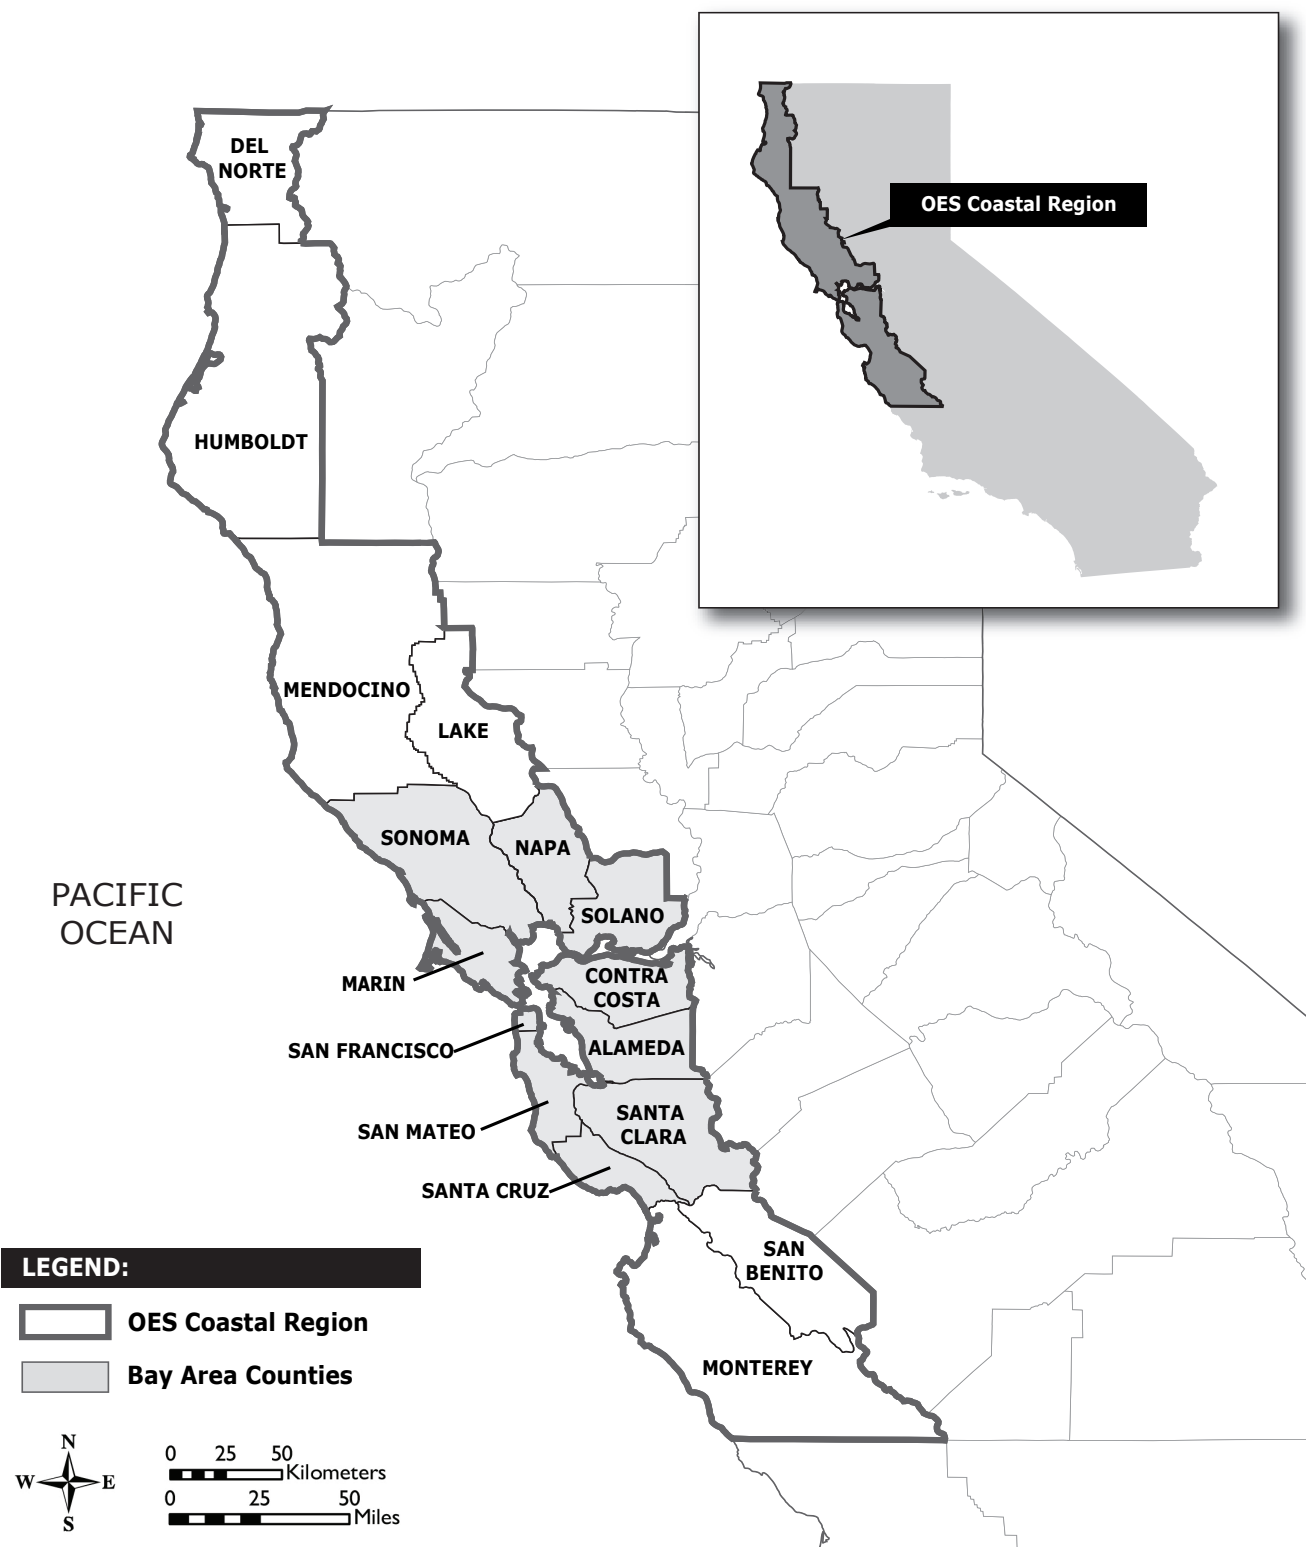 OES Coastal Region
DEL
NORTE
HUMBOLDT
MENDOCINO
LAKE
SONOMA
NAPA
PACIFIC
OCEAN
SOLANO
MARIN
CONTRA
COSTA
SAN FRANCISCO
ALAMEDA
SANTA
CLARA
SAN MATEO
SANTA CRUZ
SAN
BENITO
MONTEREY
LEGEND:
OES Coastal Region
Bay Area Counties
N
W E
S
0 25 50
Kilometers
0 25 50
Miles